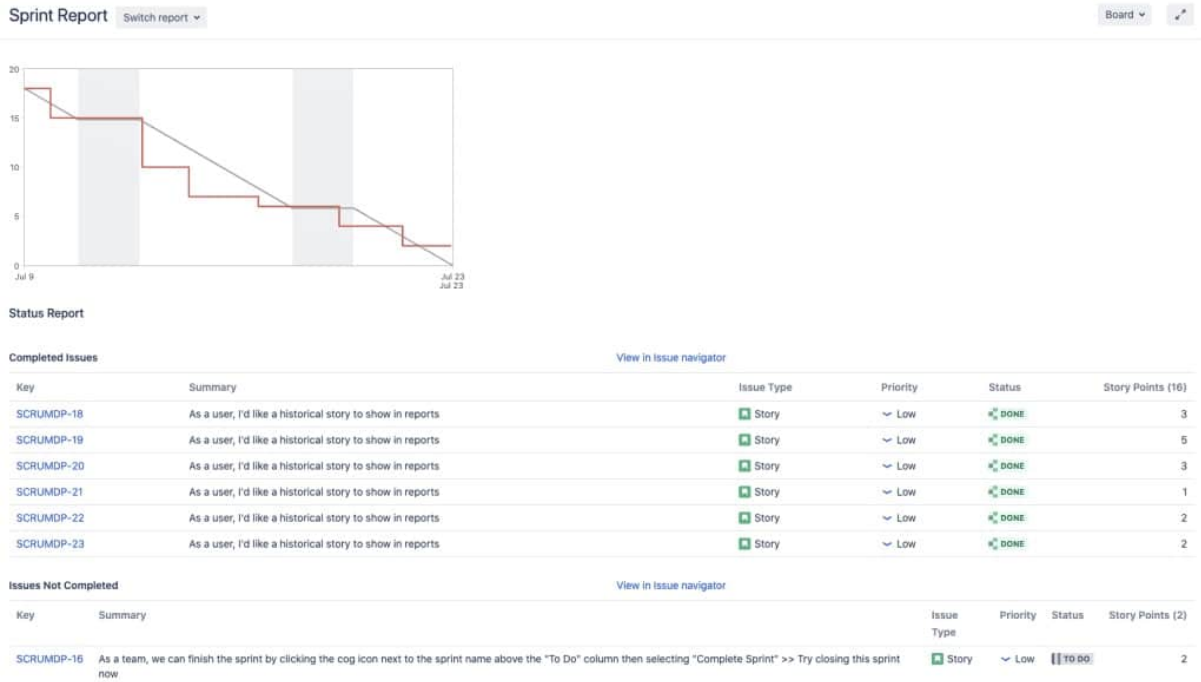 Sprint Report Switch report Board
20
15
10
5
0
Jul 9 Jul 23
Jul 23
Status Report
Completed Issues View in Issue navigator
Key Summary Issue Type Priority Status Story Points (16)
SCRUMDP-18 As a user, I'd like a historical story to show in reports Story Low DONE 3
SCRUMDP-19 As a user, I'd like a historical story to show in reports Story Low DONE 5
SCRUMDP-20 As a user, I'd like a historical story to show in reports Story Low DONE 3
SCRUMDP-21 As a user, I'd like a historical story to show in reports Story Low DONE 1
SCRUMDP-22 As a user, I'd like a historical story to show in reports Story Low DONE 2
SCRUMDP-23 As a user, I'd like a historical story to show in reports Story Low DONE 2
Issues Not Completed View in Issue navigator
Key Summary Issue Priority Status Story Points (2)
Type
SCRUMDP-16 As a team, we can finish the sprint by clicking the cog icon next to the sprint name above the "To Do" column then selecting "Complete Sprint" >> Try closing this sprint Story Low TO DO 2
now